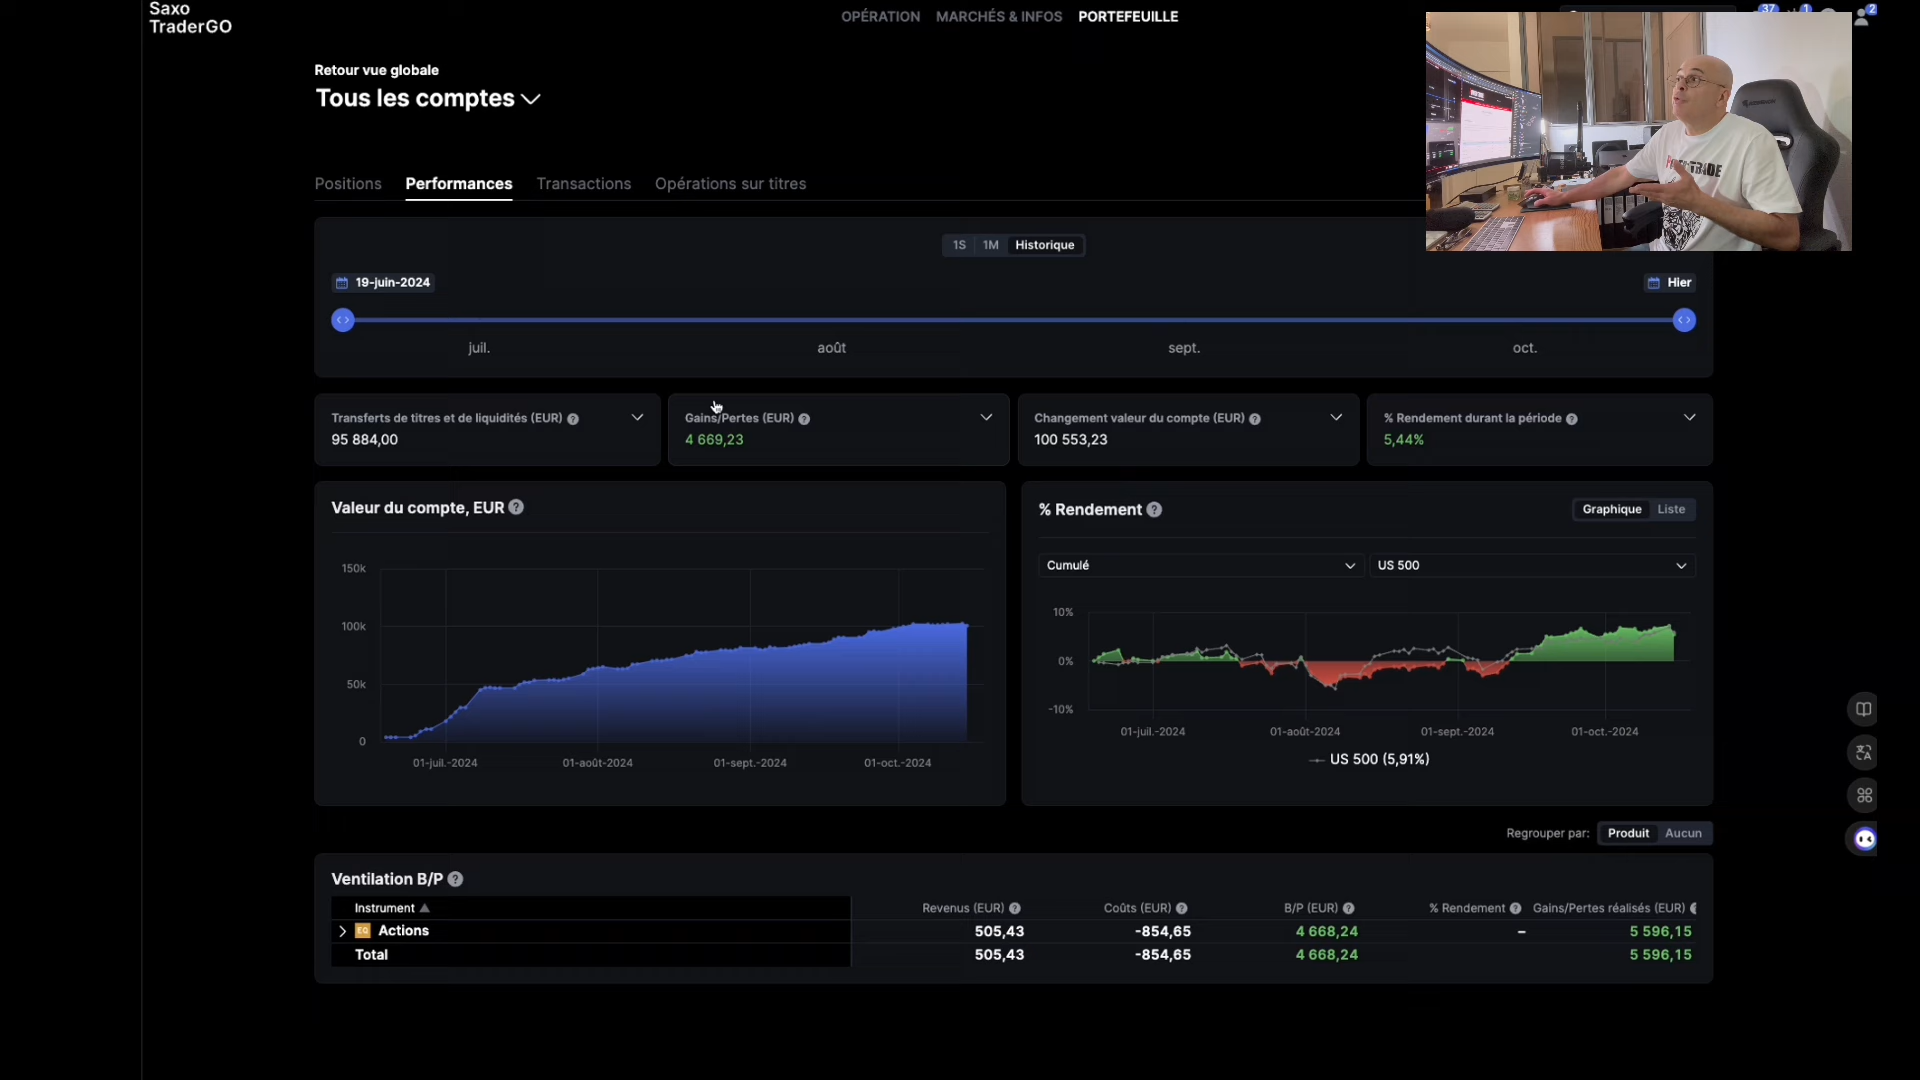 Saxo
TraderGO
OPÉRATION MARCHÉS & INFOS PORTEFEUILLE
37 1 2
Retour vue globale
Tous les comptes
Positions Performances Transactions Opérations sur titres
1S 1M Historique
19-juin-2024 Hier
juil. août sept. oct.
Transferts de titres et de liquidités (EUR) Gains/Pertes (EUR) Changement valeur du compte (EUR) % Rendement durant la période
95 884,00 4 669,23 100 553,23 5,44%
Valeur du compte, EUR
150k
100k
50k
0
01-juil.-2024 01-août-2024 01-sept.-2024 01-oct.-2024
% Rendement Graphique Liste
Cumulé US 500
10%
0%
-10%
01-juil.-2024 01-août-2024 01-sept.-2024 01-oct.-2024
US 500 (5,91%)
Regrouper par: Produit Aucun
Ventilation B/P
Instrument Revenus (EUR) Coûts (EUR) B/P (EUR) % Rendement Gains/Pertes réalisés (EUR)
EQ Actions 505,43 -854,65 4 668,24 – 5 596,15
Total 505,43 -854,65 4 668,24 5 596,15